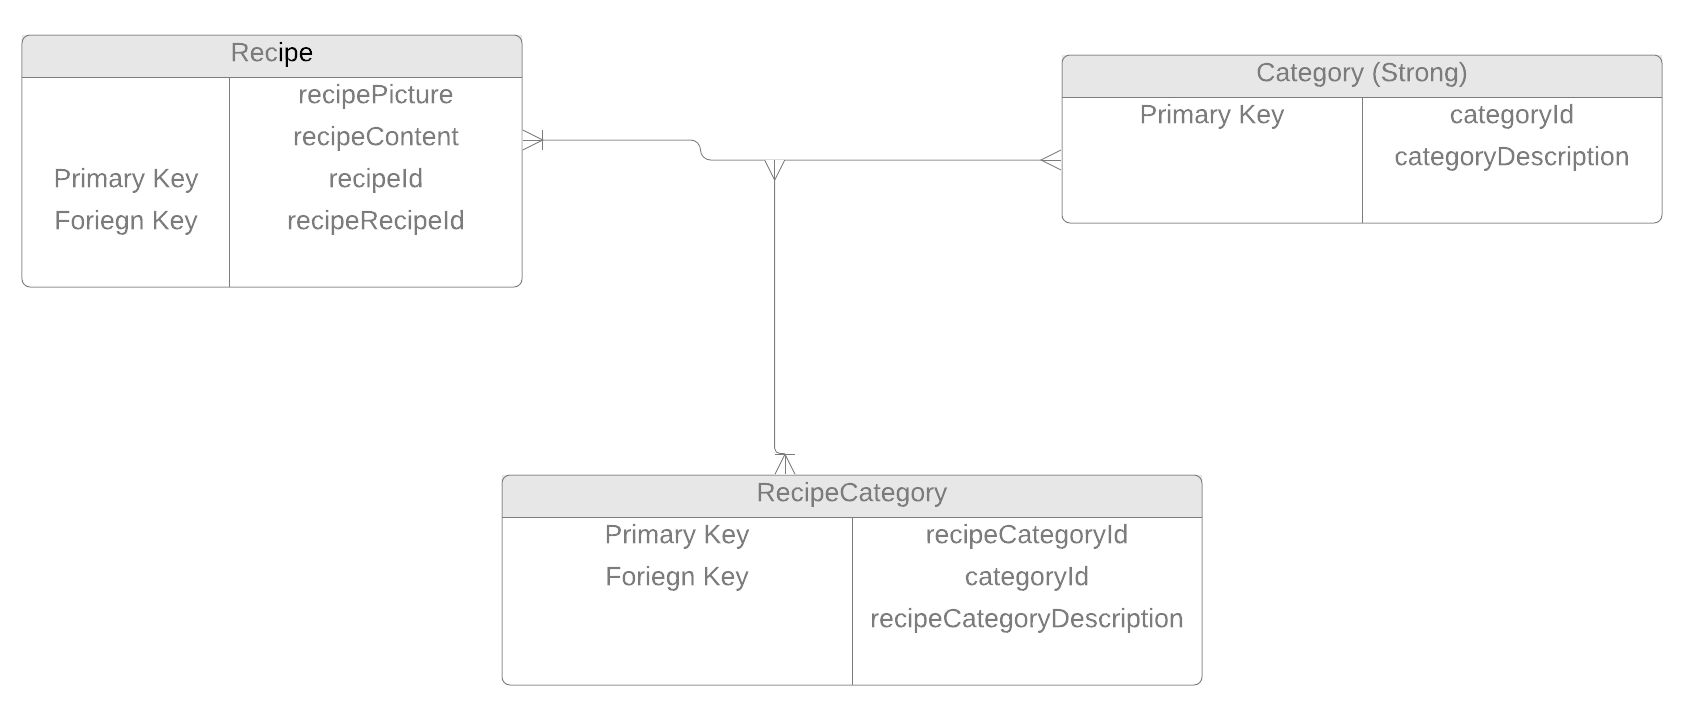 Recipe
recipePicture
recipeContent
Primary Key recipeId
Foriegn Key recipeRecipeId
Category (Strong)
Primary Key categoryId
categoryDescription
RecipeCategory
Primary Key recipeCategoryId
Foriegn Key categoryId
recipeCategoryDescription